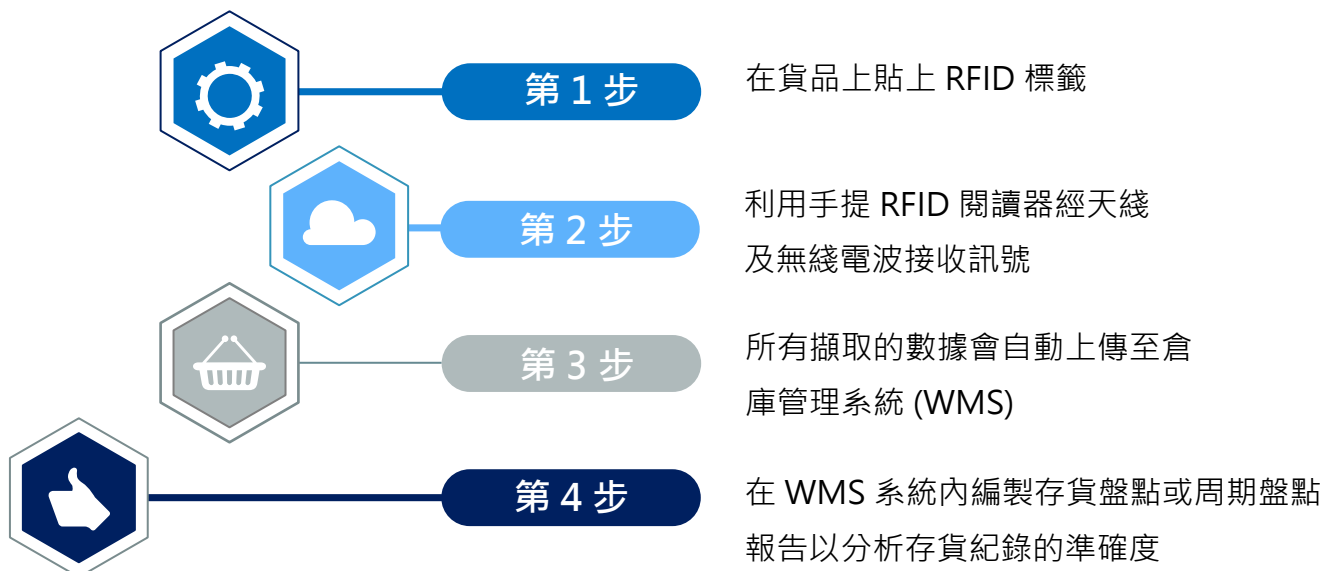 第 1 步
在貨品上貼上 RFID 標籤
第 2 步
利用手提 RFID 閱讀器經天綫
及無綫電波接收訊號
第 3 步
所有擷取的數據會自動上傳至倉
庫管理系統 (WMS)
第 4 步
在 WMS 系統內編製存貨盤點或周期盤點
報告以分析存貨紀錄的準確度